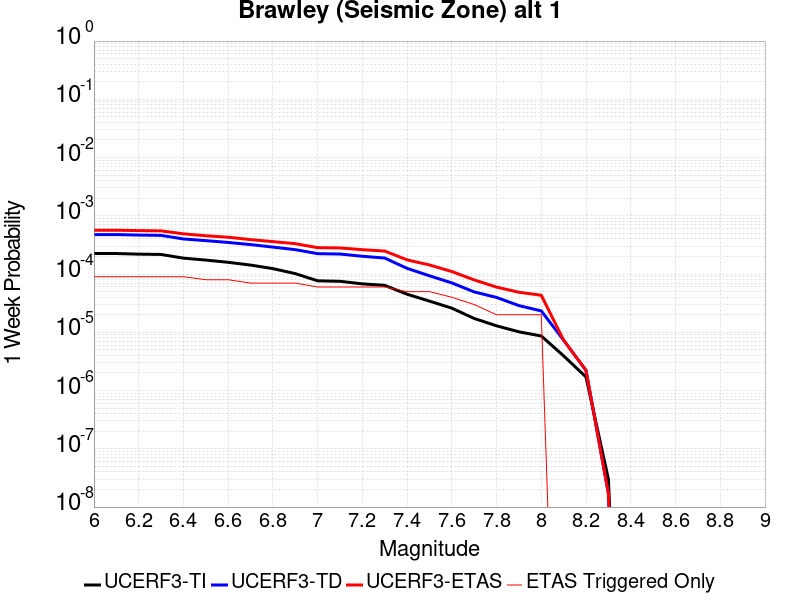 Brawley (Seismic Zone) alt 1
10 0
10 -1
10 -2
10 -3
10 -4
10 -5
10 -6
10 -7
10 -8
1 Week Probability
6 6.2 6.4 6.6 6.8 7 7.2 7.4 7.6 7.8 8 8.2 8.4 8.6 8.8 9
Magnitude
UCERF3-TI UCERF3-TD UCERF3-ETAS ETAS Triggered Only